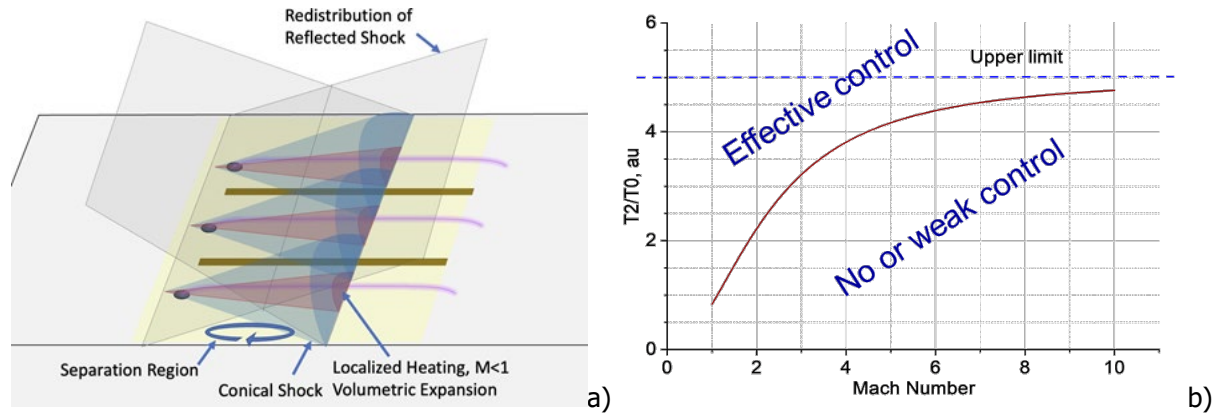 Redistribution of
Reflected Shock
Separation Region
Conical Shock
Localized Heating, M<1
Volumetric Expansion
a)
6
4
2
0
T2/T0, au
Upper limit
Effective control
No or weak control
0
2
4
6
8
10
Mach Number
b)